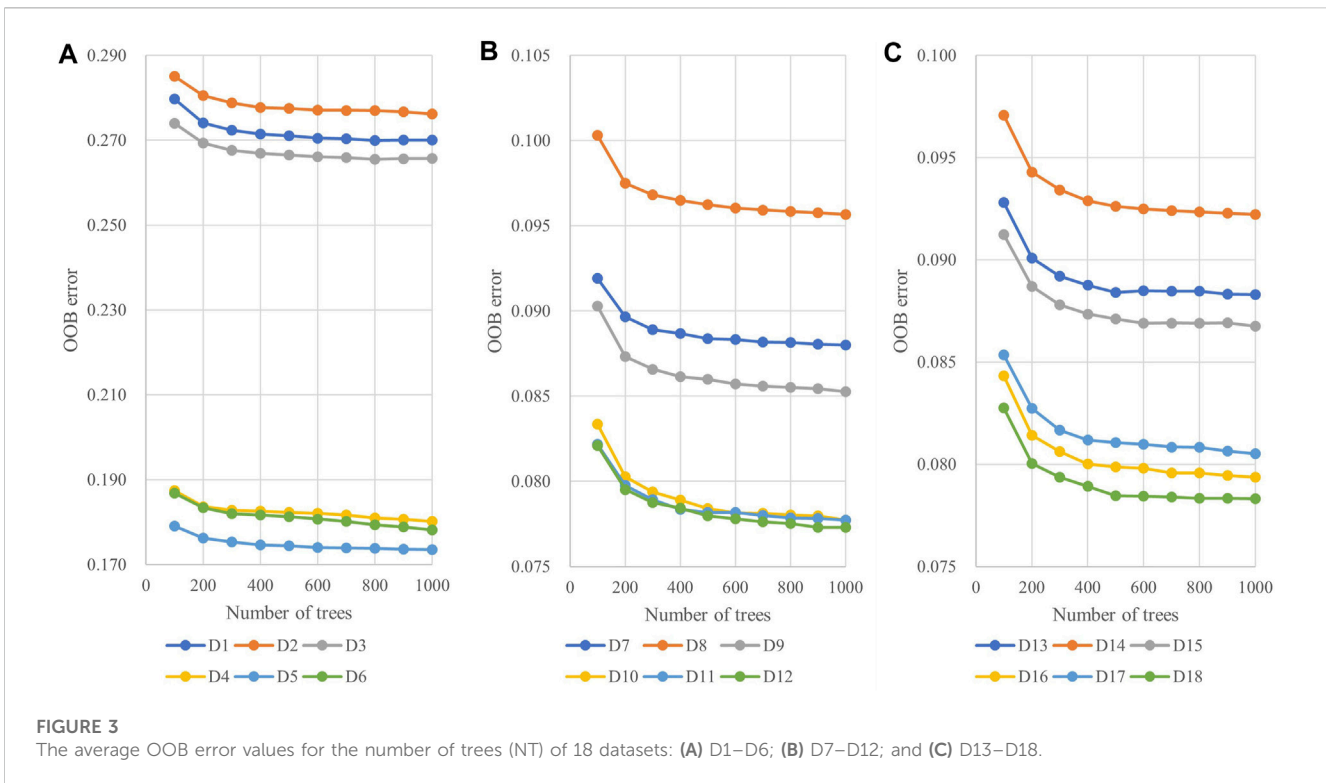 A
0.290
0.270
0.250
0.230
0.210
0.190
0.170
OOB error
0 200 400 600 800 1000
Number of trees
D1 D2 D3
D4 D5 D6
B
0.105
0.100
0.095
0.090
0.085
0.080
0.075
OOB error
0 200 400 600 800 1000
Number of trees
D7 D8 D9
D10 D11 D12
C
0.100
0.095
0.090
0.085
0.080
0.075
OOB error
0 200 400 600 800 1000
Number of trees
D13 D14 D15
D16 D17 D18
FIGURE 3
The average OOB error values for the number of trees (NT) of 18 datasets: (A) D1–D6; (B) D7–D12; and (C) D13–D18.